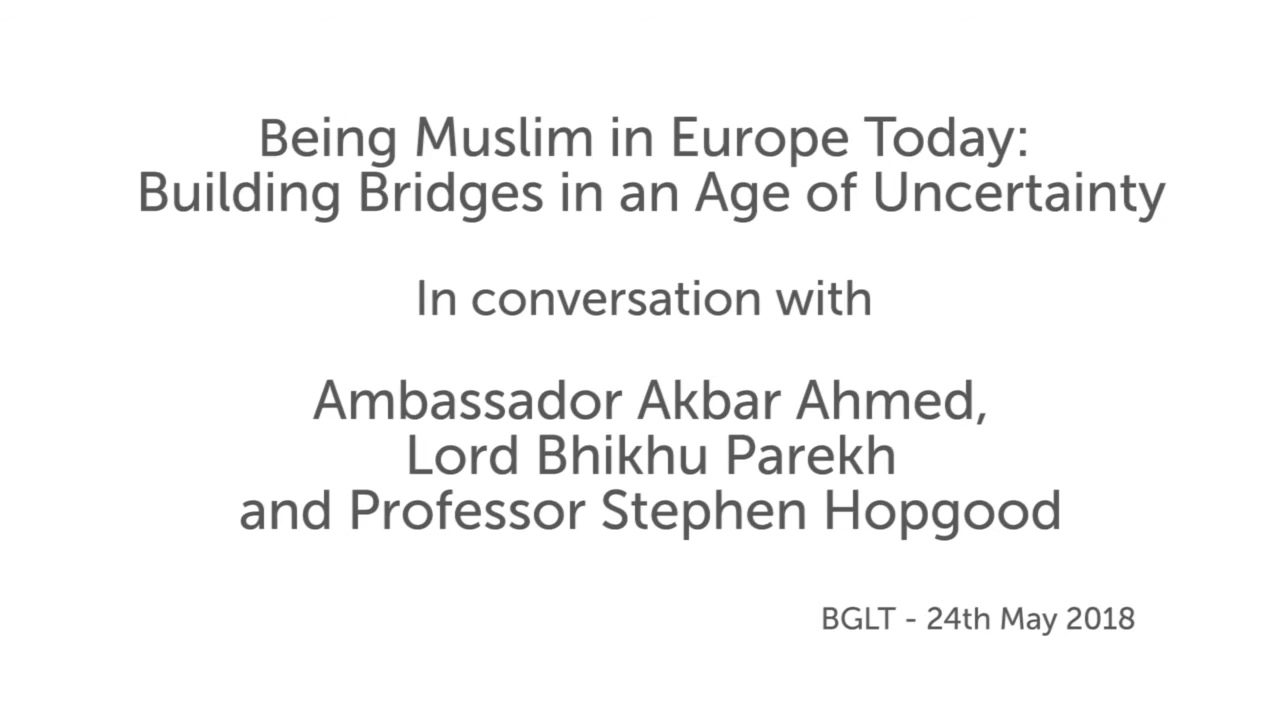 Being Muslim in Europe Today:
Building Bridges in an Age of Uncertainty
In conversation with
Ambassador Akbar Ahmed,
Lord Bhikhu Parekh
and Professor Stephen Hopgood
BGLT - 24th May 2018